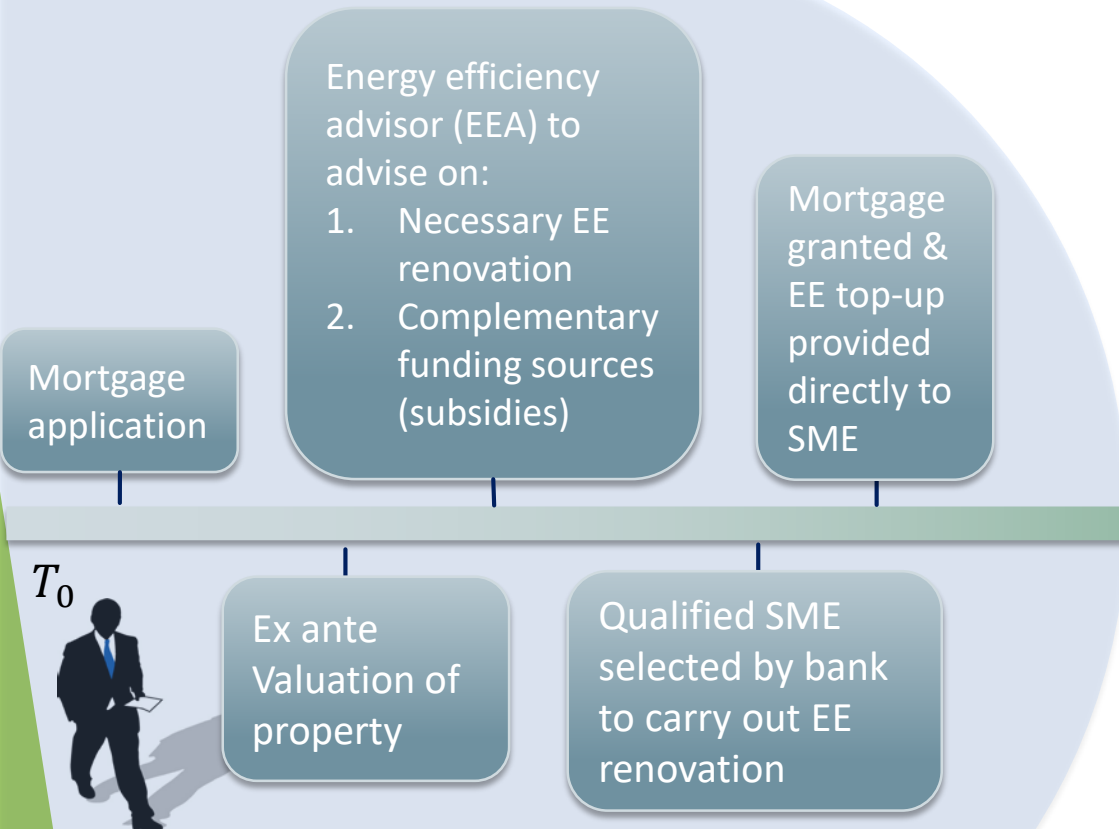 Mortgage
application
Ex ante
Valuation of
property
Energy efficiency
advisor (EEA) to
advise on:
1. Necessary EE
renovation
2. Complementary
funding sources
(subsidies)
Qualified SME
selected by bank
to carry out EE
renovation
Mortgage
granted &
EE top-up
provided
directly to
SME
T₀